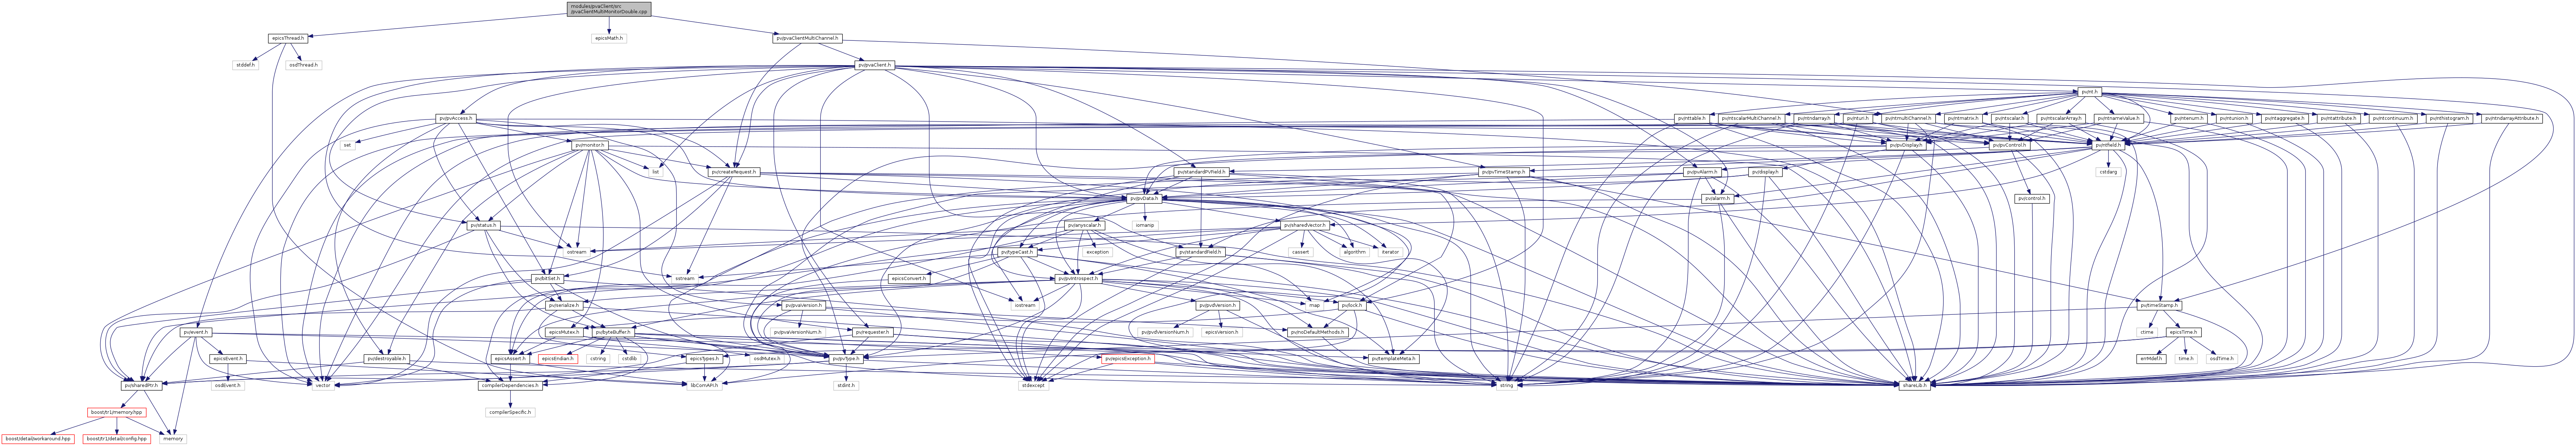 modules/pvaClient/src
/pvaClientMultiMonitorDouble.cpp
epicsThread.h
epicsMath.h
pv/pvaClientMultiChannel.h
stddef.h
osdThread.h
pv/pvaClient.h
pv/nt.h
pv/pvAccess.h
pv/nttable.h
pv/ntscalarMultiChannel.h
pv/ntndarray.h
pv/nturi.h
pv/ntmultiChannel.h
pv/ntmatrix.h
pv/ntscalar.h
pv/ntscalarArray.h
pv/ntnameValue.h
pv/ntenum.h
pv/ntunion.h
pv/ntaggregate.h
pv/ntattribute.h
pv/ntcontinuum.h
pv/nthistogram.h
pv/ntndarrayAttribute.h
set
pv/monitor.h
pv/pvDisplay.h
pv/pvControl.h
pv/ntfield.h
list
pv/createRequest.h
pv/standardPVField.h
pv/pvTimeStamp.h
pv/pvAlarm.h
pv/display.h
cstdarg
pv/pvData.h
pv/alarm.h
pv/control.h
pv/status.h
pv/anyscalar.h
iomanip
pv/sharedVector.h
ostream
pv/typeCast.h
exception
pv/standardField.h
cassert
algorithm
iterator
sstream
pv/bitSet.h
epicsConvert.h
pv/pvIntrospect.h
pv/serialize.h
pv/pvaVersion.h
iostream
pv/pvdVersion.h
map
pv/lock.h
pv/timeStamp.h
pv/event.h
epicsMutex.h
pv/byteBuffer.h
pv/pvaVersionNum.h
pv/requester.h
pv/pvdVersionNum.h
epicsVersion.h
pv/noDefaultMethods.h
ctime
epicsTime.h
epicsEvent.h
pv/destroyable.h
epicsAssert.h
epicsEndian.h
cstring
cstdlib
epicsTypes.h
osdMutex.h
pv/pvType.h
pv/epicsException.h
pv/templateMeta.h
errMdef.h
time.h
osdTime.h
pv/sharedPtr.h
osdEvent.h
vector
compilerDependencies.h
libComAPI.h
stdint.h
stdexcept
string
shareLib.h
boost/tr1/memory.hpp
compilerSpecific.h
boost/detail/workaround.hpp
boost/tr1/detail/config.hpp
memory